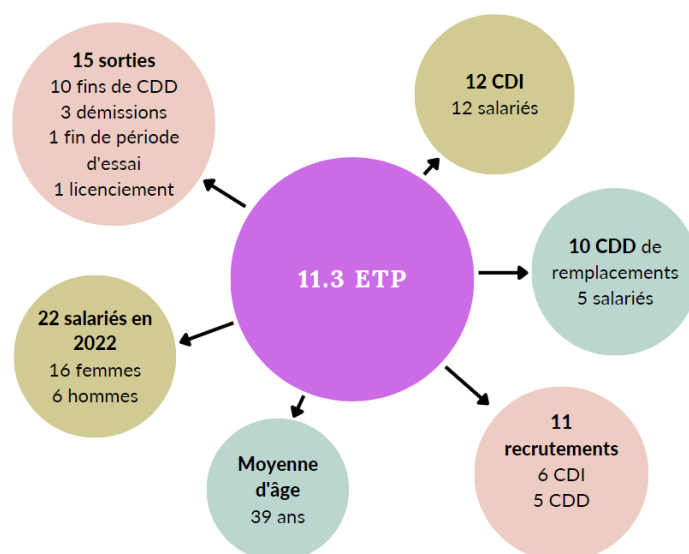 15 sorties
10 fins de CDD
3 démissions
1 fin de période
d'essai
1 licenciement
12 CDI
12 salariés
11.3 ETP
10 CDD de
remplacements
5 salariés
22 salariés en
2022
16 femmes
6 hommes
Moyenne
d'âge
39 ans
11
recrutements
6 CDI
5 CDD